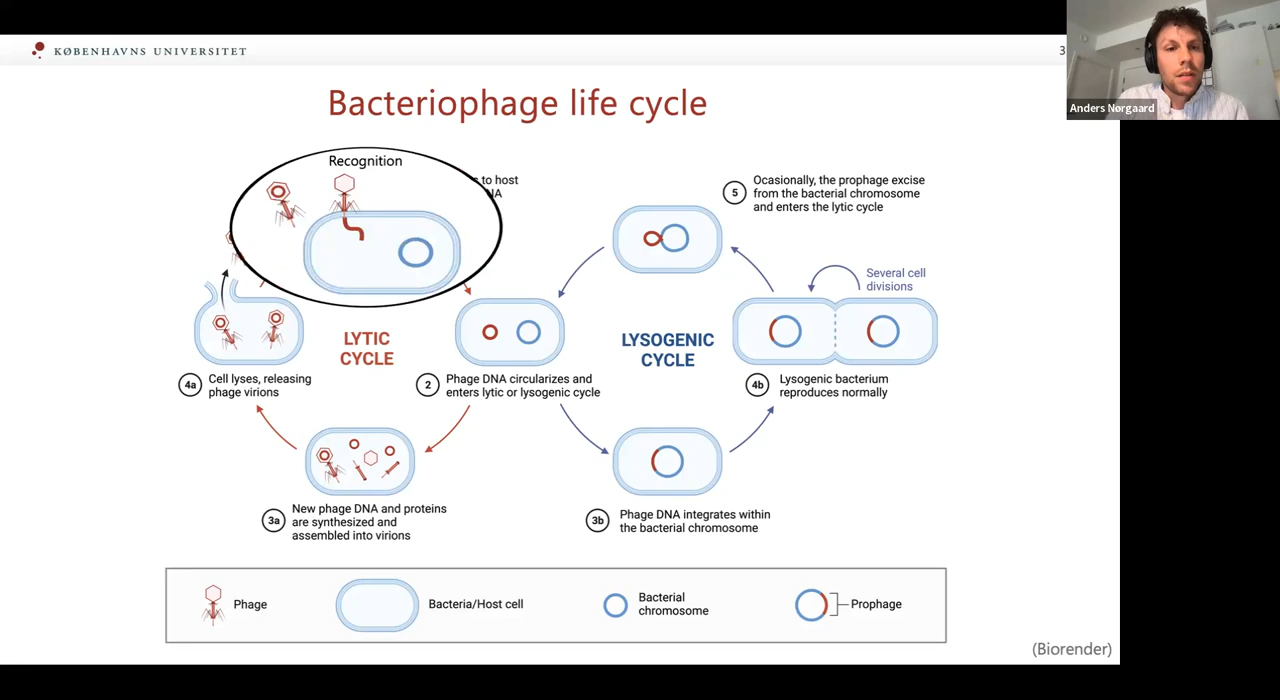 KØBENHAVNS UNIVERSITET
3
Anders Nørgaard
Bacteriophage life cycle
Recognition
to host
5
Ocasionally, the prophage excise
from the bacterial chromosome
and enters the lytic cycle
Several cell
divisions
LYTIC
CYCLE
LYSOGENIC
CYCLE
4a
Cell lyses, releasing
phage virions
2
Phage DNA circularizes and
enters lytic or lysogenic cycle
4b
Lysogenic bacterium
reproduces normally
3a
New phage DNA and proteins
are synthesized and
assembled into virions
3b
Phage DNA integrates within
the bacterial chromosome
Phage
Bacteria/Host cell
Bacterial
chromosome
Prophage
(Biorender)